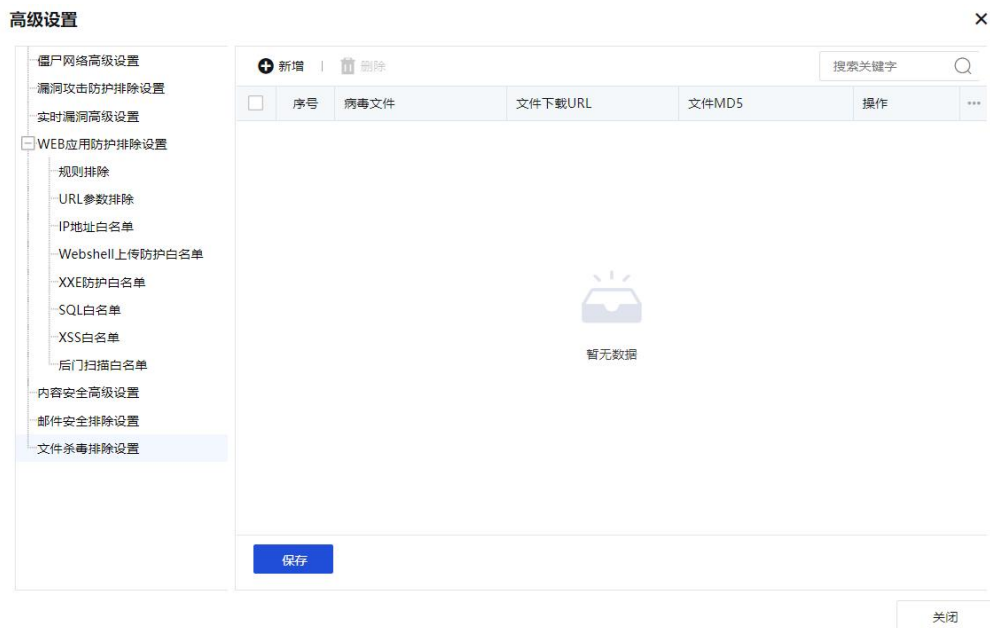 高级设置
僵尸网络高级设置
漏洞攻击防护排除设置
实时漏洞高级设置
WEB应用防护排除设置
规则排除
URL参数排除
IP地址白名单
Webshell上传防护白名单
XXE防护白名单
SQL白名单
XSS白名单
后门扫描白名单
内容安全高级设置
邮件安全排除设置
文件杀毒排除设置
新增 | 删除 搜索关键字
序号 病毒文件 文件下载URL 文件MD5 操作
暂无数据
保存
关闭